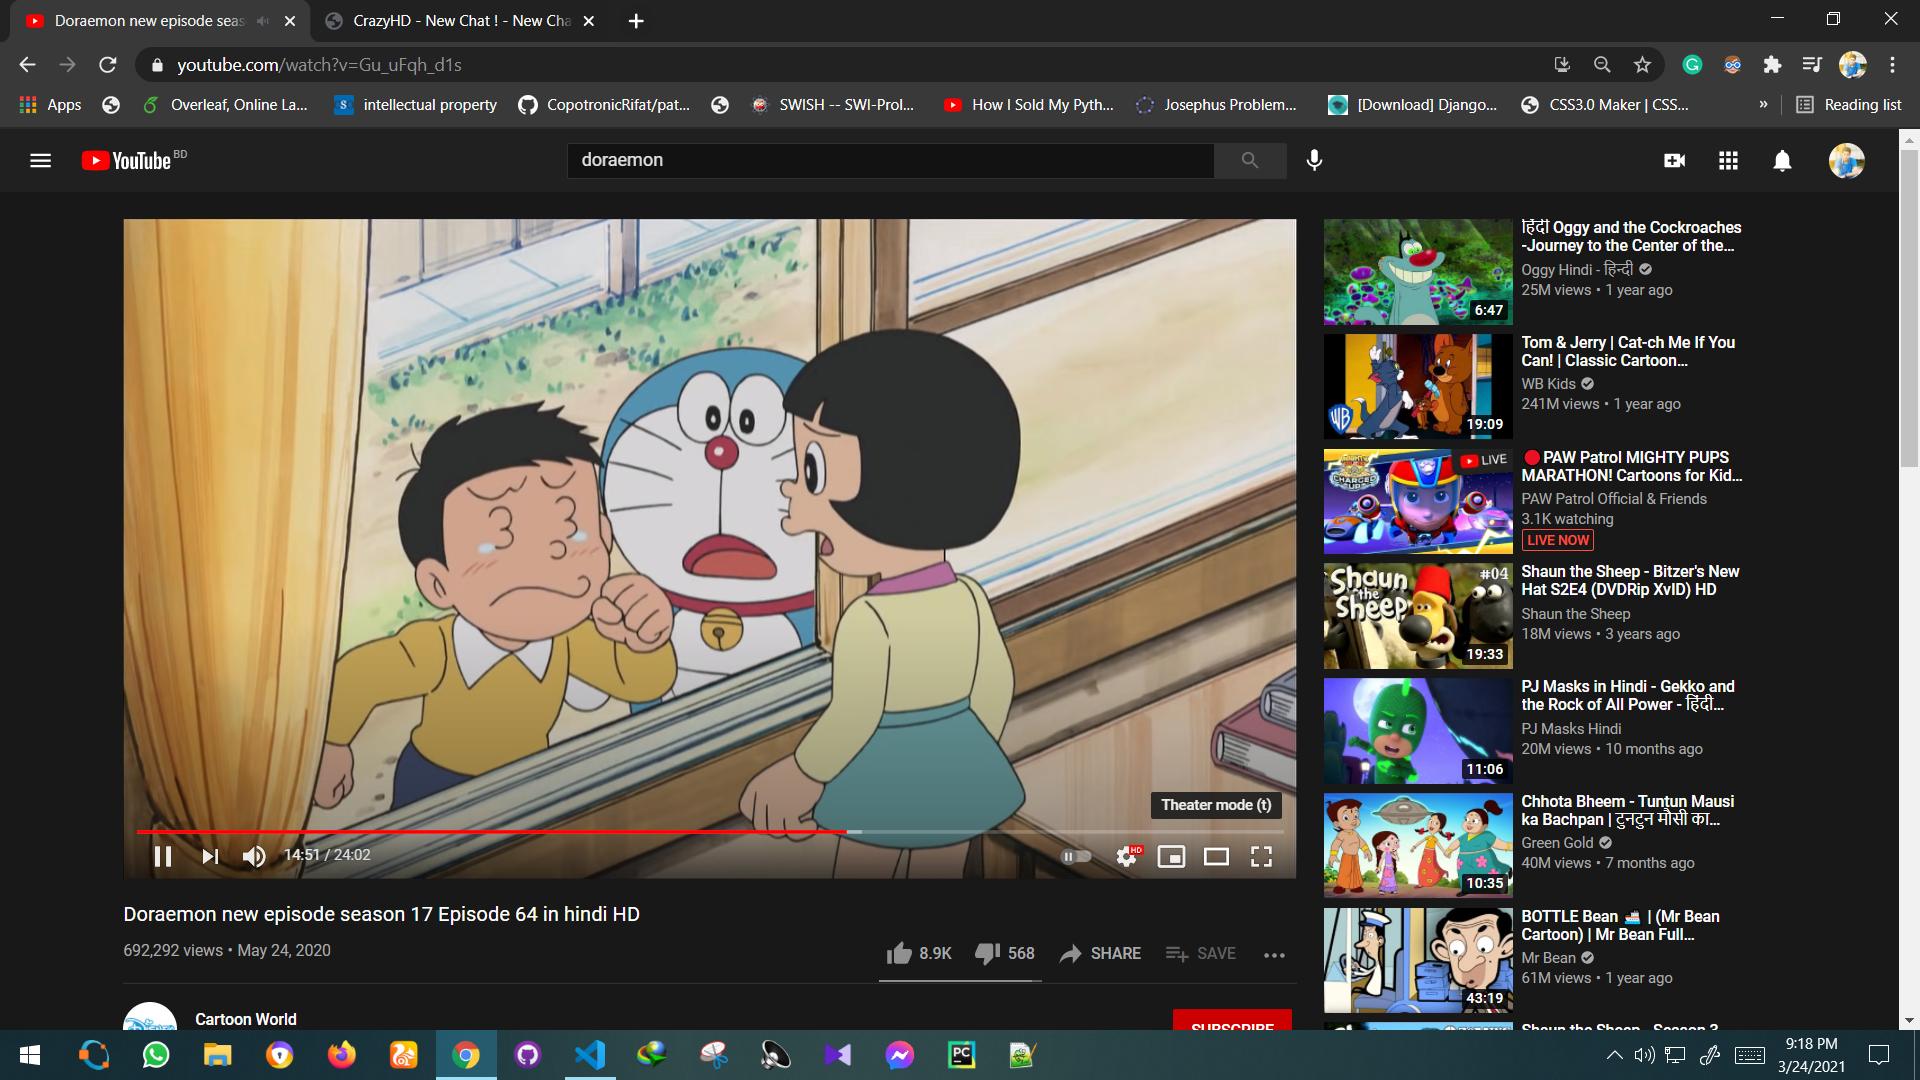 Doraemon new episode seas
CrazyHD - New Chat ! - New Cha
youtube.com/watch?v=Gu_uFqh_d1s
Apps
Overleaf, Online La...
intellectual property
CopotronicRifat/pat...
SWISH -- SWI-Prol...
How I Sold My Pyth...
Josephus Problem...
[Download] Django...
CSS3.0 Maker | CSS...
»
Reading list
YouTube BD
doraemon
Theater mode (t)
14:51 / 24:02
HD
Doraemon new episode season 17 Episode 64 in hindi HD
692,292 views • May 24, 2020
8.9K
568
SHARE
SAVE
Cartoon World
SUBSCRIBE
6:47
हिंदी Oggy and the Cockroaches
-Journey to the Center of the...
Oggy Hindi - हिन्दी
25M views • 1 year ago
WB
19:09
Tom & Jerry | Cat-ch Me If You
Can! | Classic Cartoon...
WB Kids
241M views • 1 year ago
CHARGED UP
LIVE
PAW Patrol MIGHTY PUPS
MARATHON! Cartoons for Kid...
PAW Patrol Official & Friends
3.1K watching
LIVE NOW
Shaun the Sheep
#04
19:33
Shaun the Sheep - Bitzer's New
Hat S2E4 (DVDRip XvID) HD
Shaun the Sheep
18M views • 3 years ago
11:06
PJ Masks in Hindi - Gekko and
the Rock of All Power - हिंदी...
PJ Masks Hindi
20M views • 10 months ago
10:35
Chhota Bheem - Tuntun Mausi
ka Bachpan | टुनटुन मौसी का...
Green Gold
40M views • 7 months ago
43:19
BOTTLE Bean 🚢 | (Mr Bean
Cartoon) | Mr Bean Full...
Mr Bean
61M views • 1 year ago
Shaun the Sheep - Season 3
PC
9:18 PM
3/24/2021